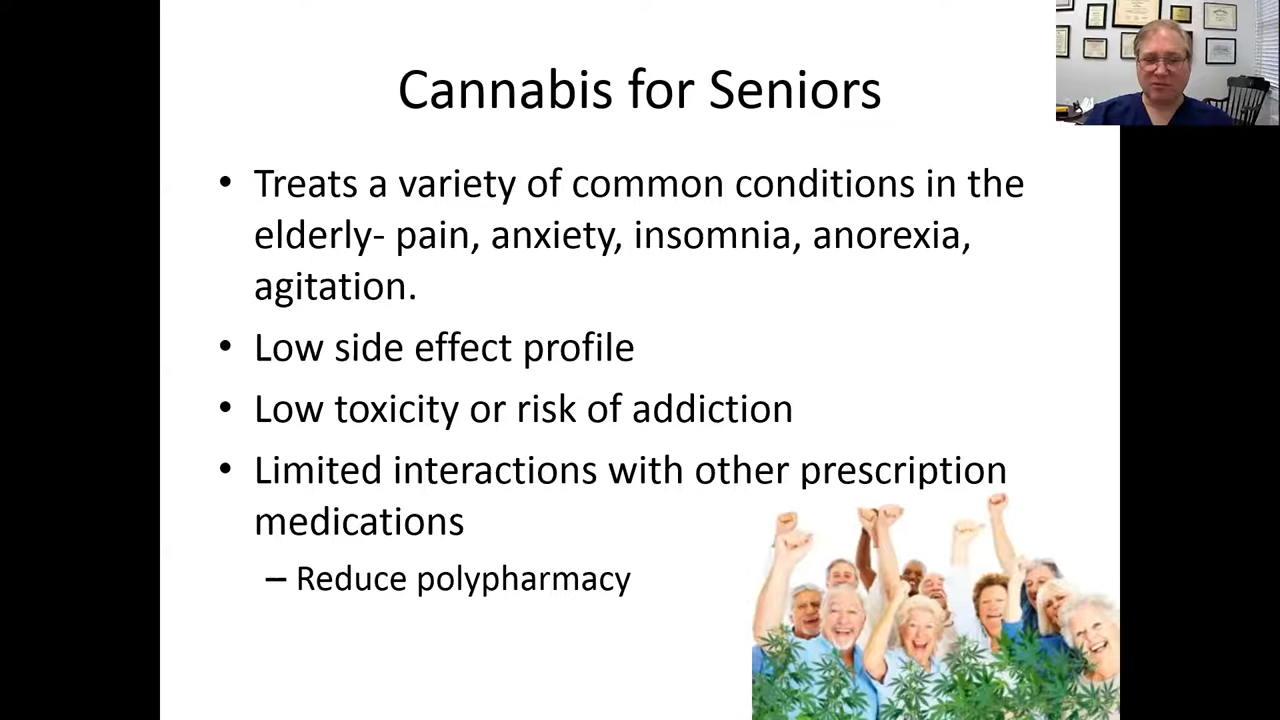 Cannabis for Seniors
• Treats a variety of common conditions in the
elderly- pain, anxiety, insomnia, anorexia,
agitation.
• Low side effect profile
• Low toxicity or risk of addiction
• Limited interactions with other prescription
medications
– Reduce polypharmacy